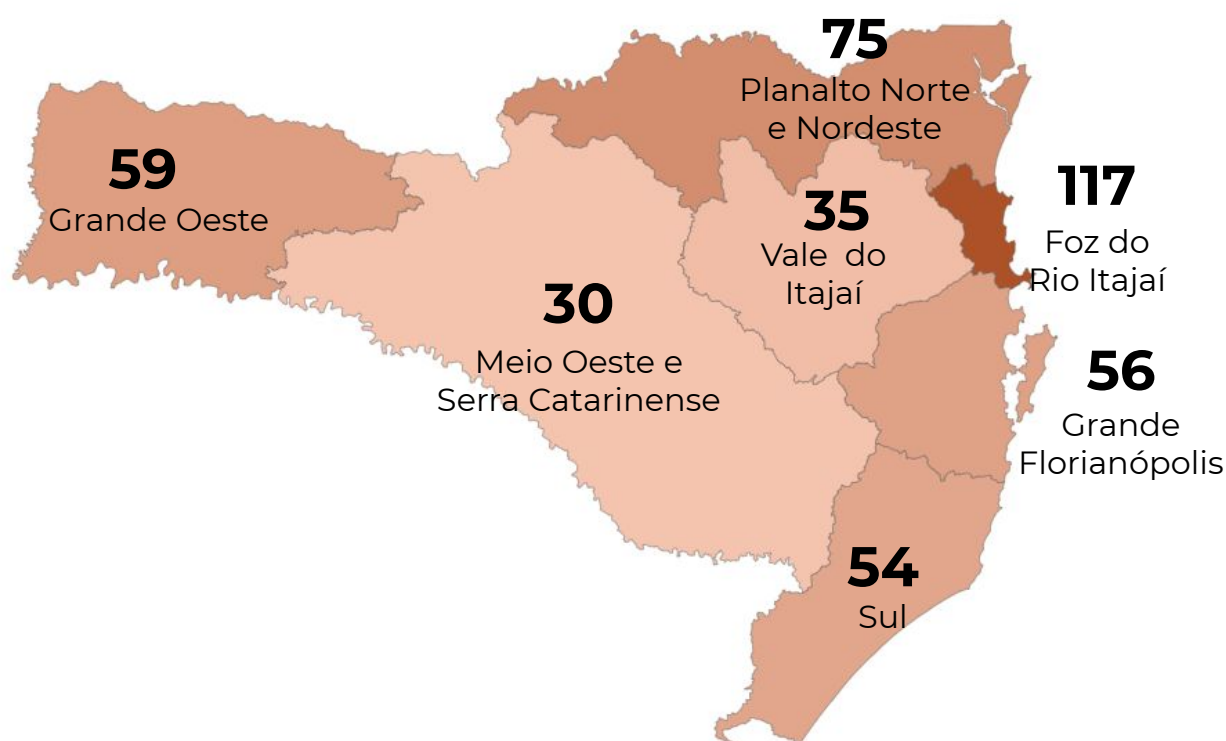 75
Planalto Norte
e Nordeste
59
Grande Oeste
117
Foz do
Rio Itajaí
35
Vale do
Itajaí
30
Meio Oeste e
Serra Catarinense
56
Grande
Florianópolis
54
Sul